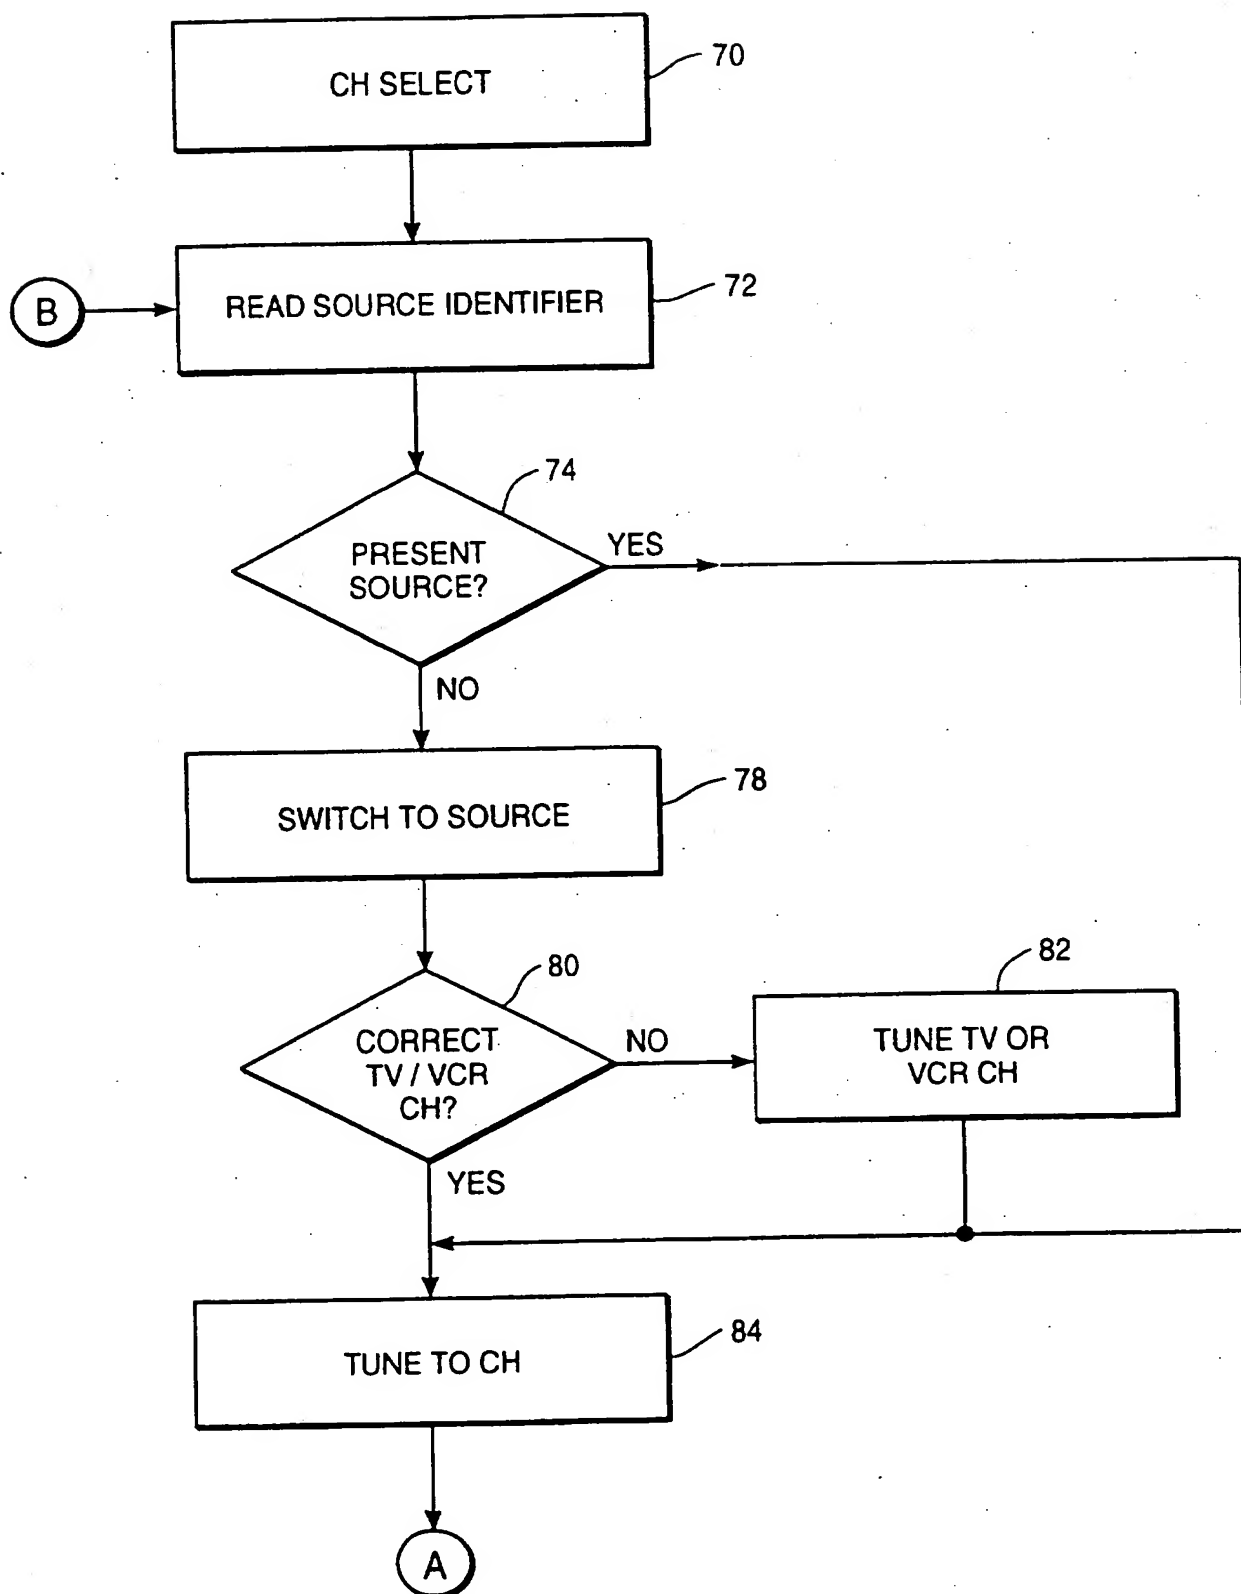 CH SELECT
70
B
READ SOURCE IDENTIFIER
72
74
PRESENT
SOURCE?
YES
NO
SWITCH TO SOURCE
78
80
CORRECT
TV / VCR
CH?
NO
82
TUNE TV OR
VCR CH
YES
TUNE TO CH
84
A